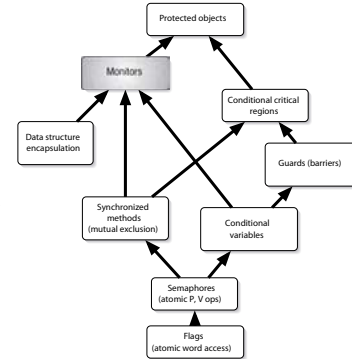 Protected objects
Monitors
Conditional critical
regions
Data structure
encapsulation
Guards (barriers)
Synchronized
methods
(mutual exclusion)
Conditional
variables
Semaphores
(atomic P, V ops)
Flags
(atomic word access)